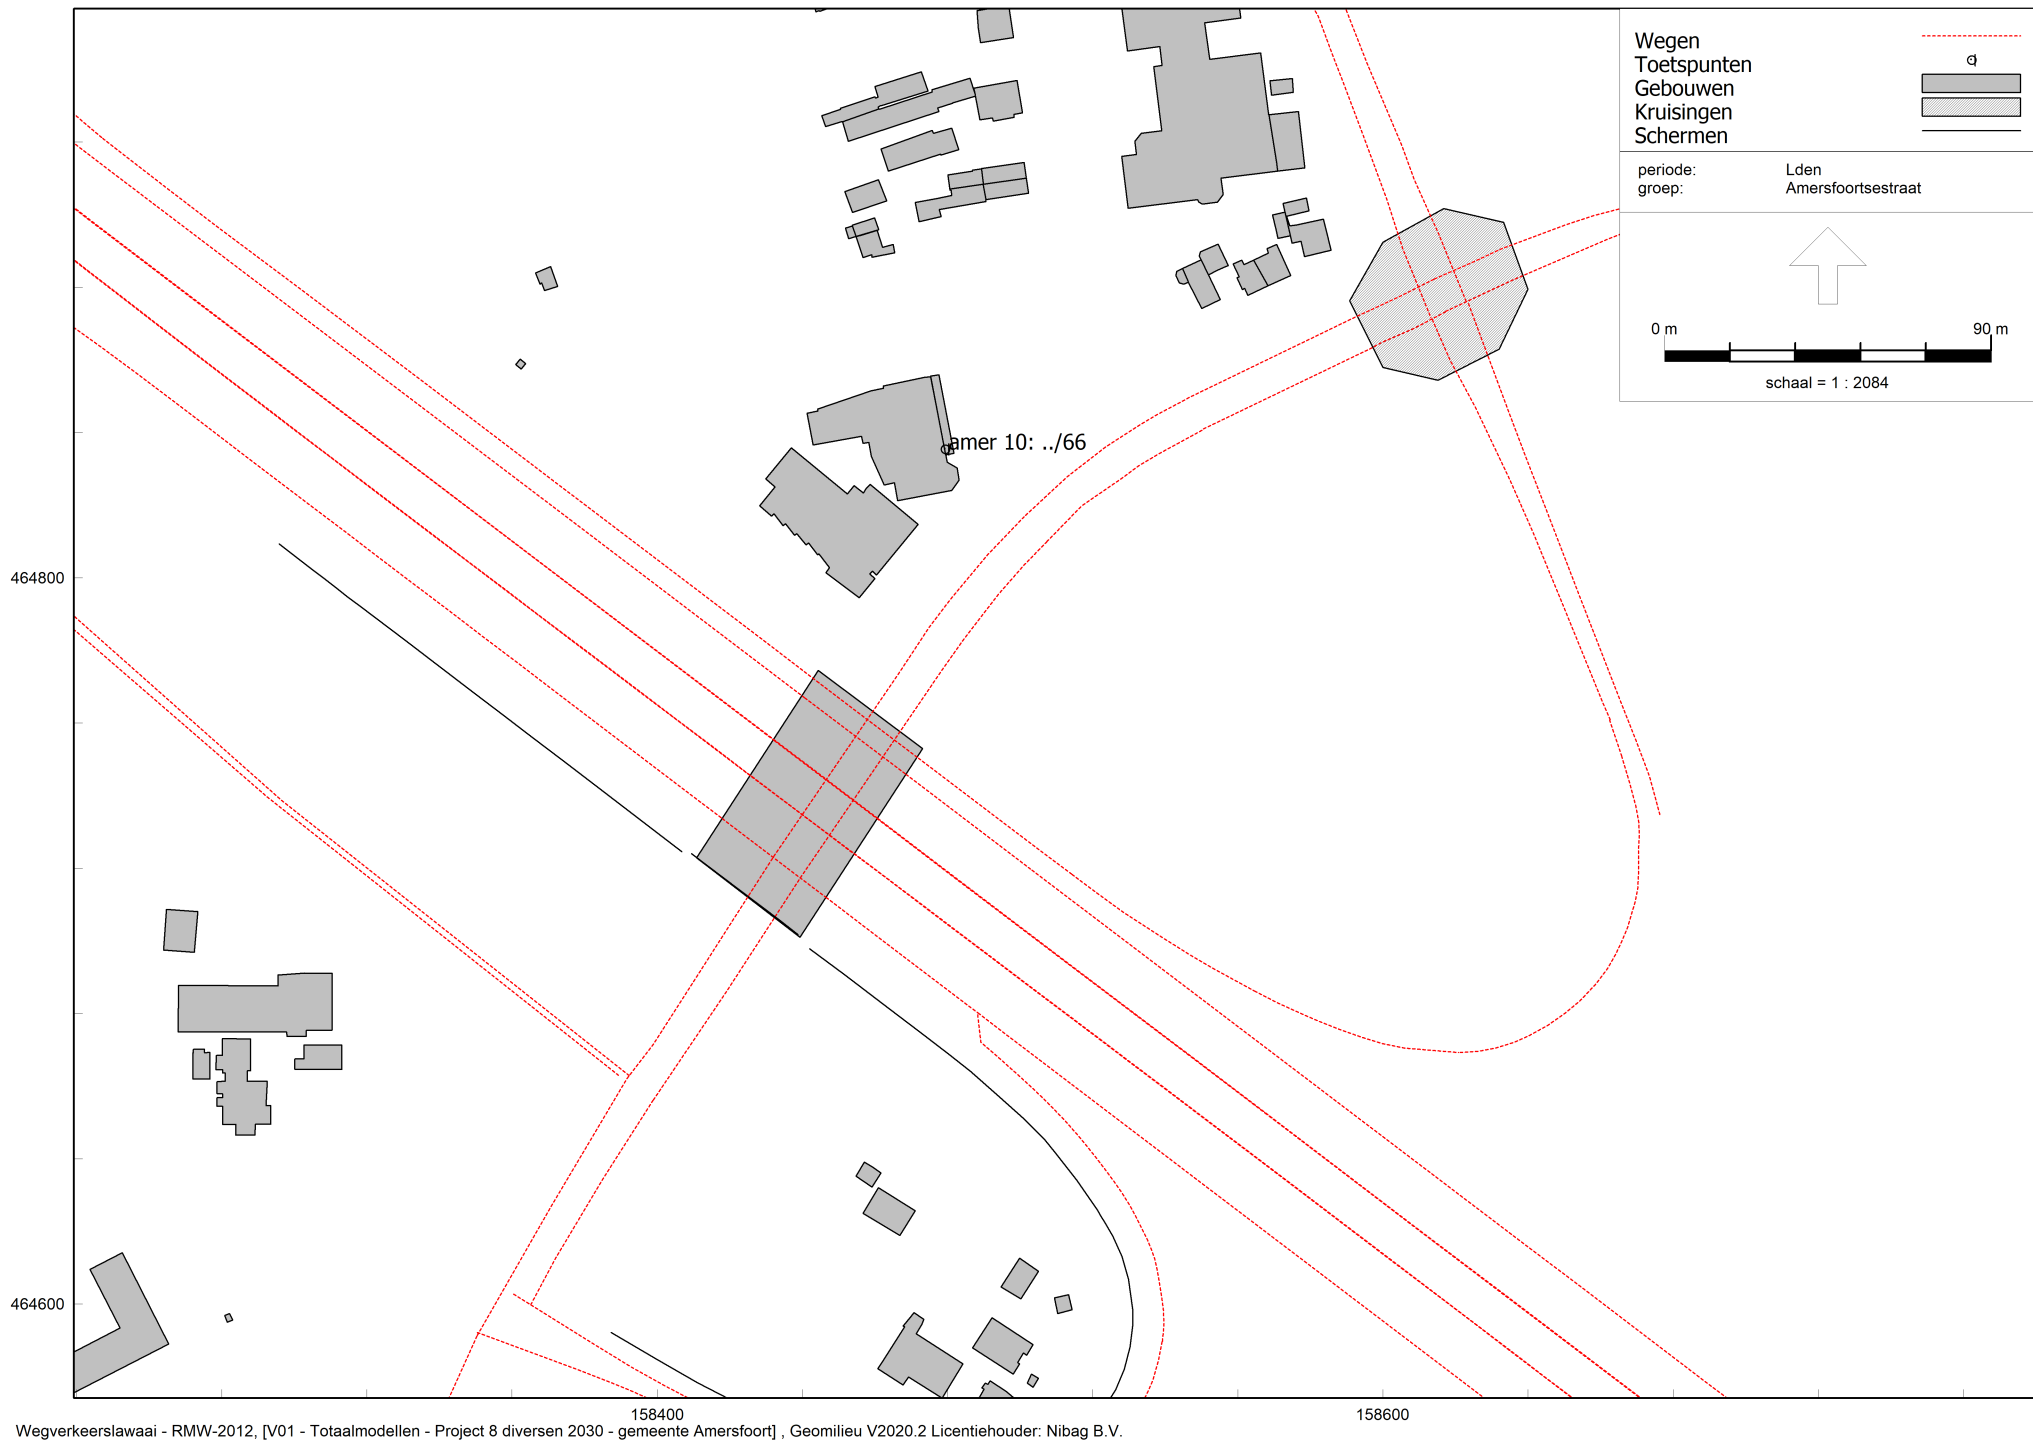 Wegen
Toetspunten
Gebouwen
Kruisingen
Schermen
periode: Lden
groep: Amersfoortsestraat
0 m 90 m
schaal = 1 : 2084
amer 10: ../66
464800
464600
158400 158600
Wegverkeerslawaai - RMW-2012, [V01 - Totaalmodellen - Project 8 diversen 2030 - gemeente Amersfoort] , Geomilieu V2020.2 Licentiehouder: Nibag B.V.